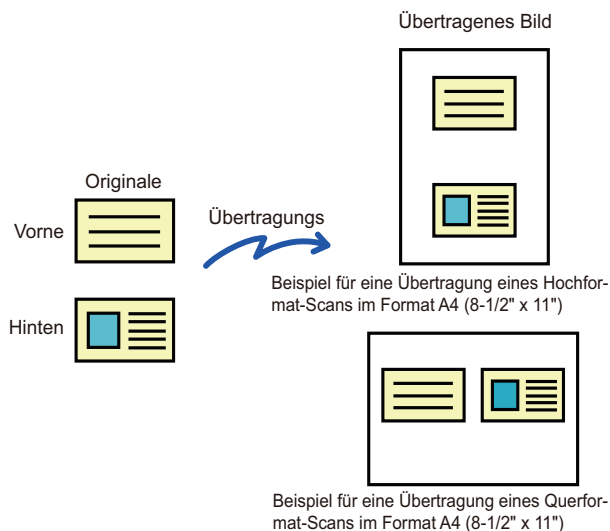 Übertragenes Bild
Originale
Vorne
Übertragungs
Hinten
Beispiel für eine Übertragung eines Hochfor-
mat-Scans im Format A4 (8-1/2" x 11")
Beispiel für eine Übertragung eines Querfor-
mat-Scans im Format A4 (8-1/2" x 11")